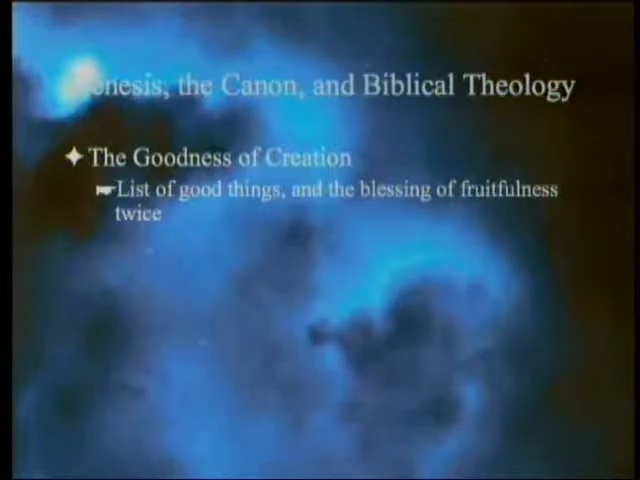 Genesis, the Canon, and Biblical Theology
The Goodness of Creation
List of good things, and the blessing of fruitfulness
twice